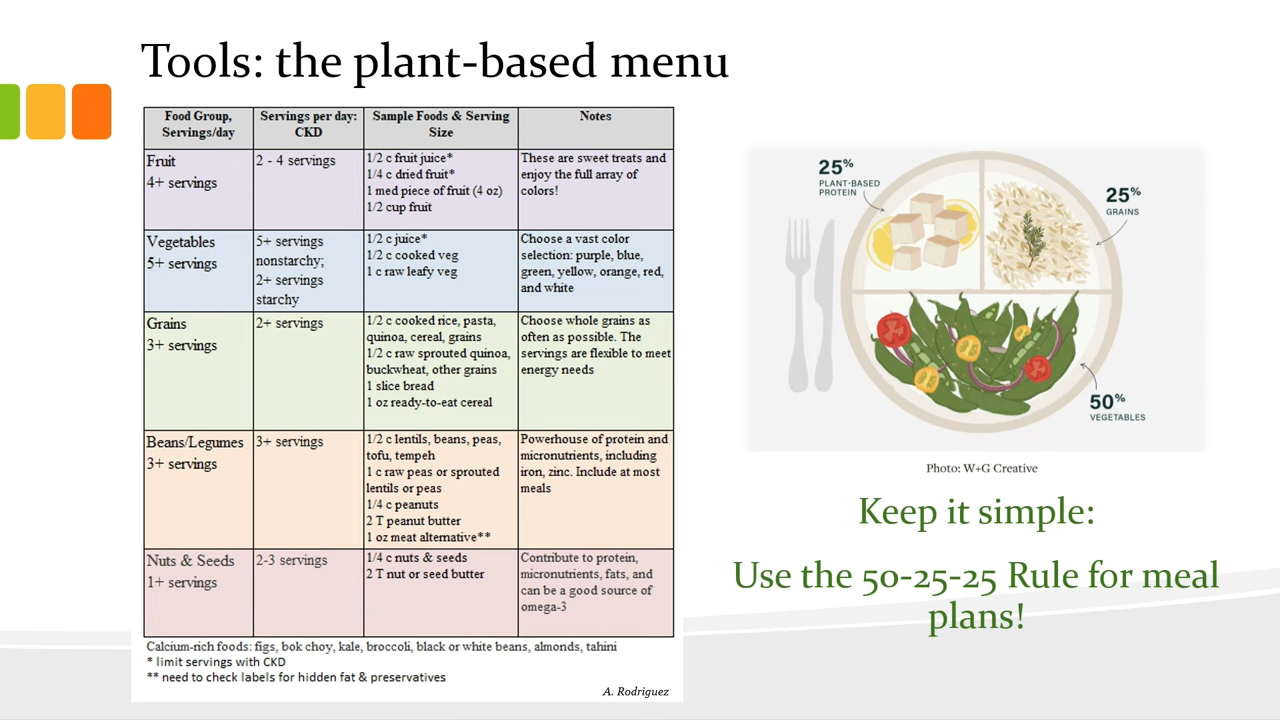 Tools: the plant-based menu
Food Group, Servings/day
Servings per day: CKD
Sample Foods & Serving Size
Notes
Fruit
4+ servings
2 - 4 servings
1/2 c fruit juice*
1/4 c dried fruit*
1 med piece of fruit (4 oz)
1/2 cup fruit
These are sweet treats and
enjoy the full array of
colors!
Vegetables
5+ servings
5+ servings
nonstarchy;
2+ servings
starchy
1/2 c juice*
1/2 c cooked veg
1 c raw leafy veg
Choose a vast color
selection: purple, blue,
green, yellow, orange, red,
and white
Grains
3+ servings
2+ servings
1/2 c cooked rice, pasta,
quinoa, cereal, grains
1/2 c raw sprouted quinoa,
buckwheat, other grains
1 slice bread
1 oz ready-to-eat cereal
Choose whole grains as
often as possible. The
servings are flexible to meet
energy needs
Beans/Legumes
3+ servings
3+ servings
1/2 c lentils, beans, peas,
tofu, tempeh
1 c raw peas or sprouted
lentils or peas
1/4 c peanuts
2 T peanut butter
1 oz meat alternative**
Powerhouse of protein and
micronutrients, including
iron, zinc. Include at most
meals
Nuts & Seeds
1+ servings
2-3 servings
1/4 c nuts & seeds
2 T nut or seed butter
Contribute to protein,
micronutrients, fats, and
can be a good source of
omega-3
Calcium-rich foods: figs, bok choy, kale, broccoli, black or white beans, almonds, tahini
* limit servings with CKD
** need to check labels for hidden fat & preservatives
A. Rodriguez
25%
PLANT-BASED
PROTEIN
25%
GRAINS
50%
VEGETABLES
Photo: W+G Creative
Keep it simple:
Use the 50-25-25 Rule for meal
plans!